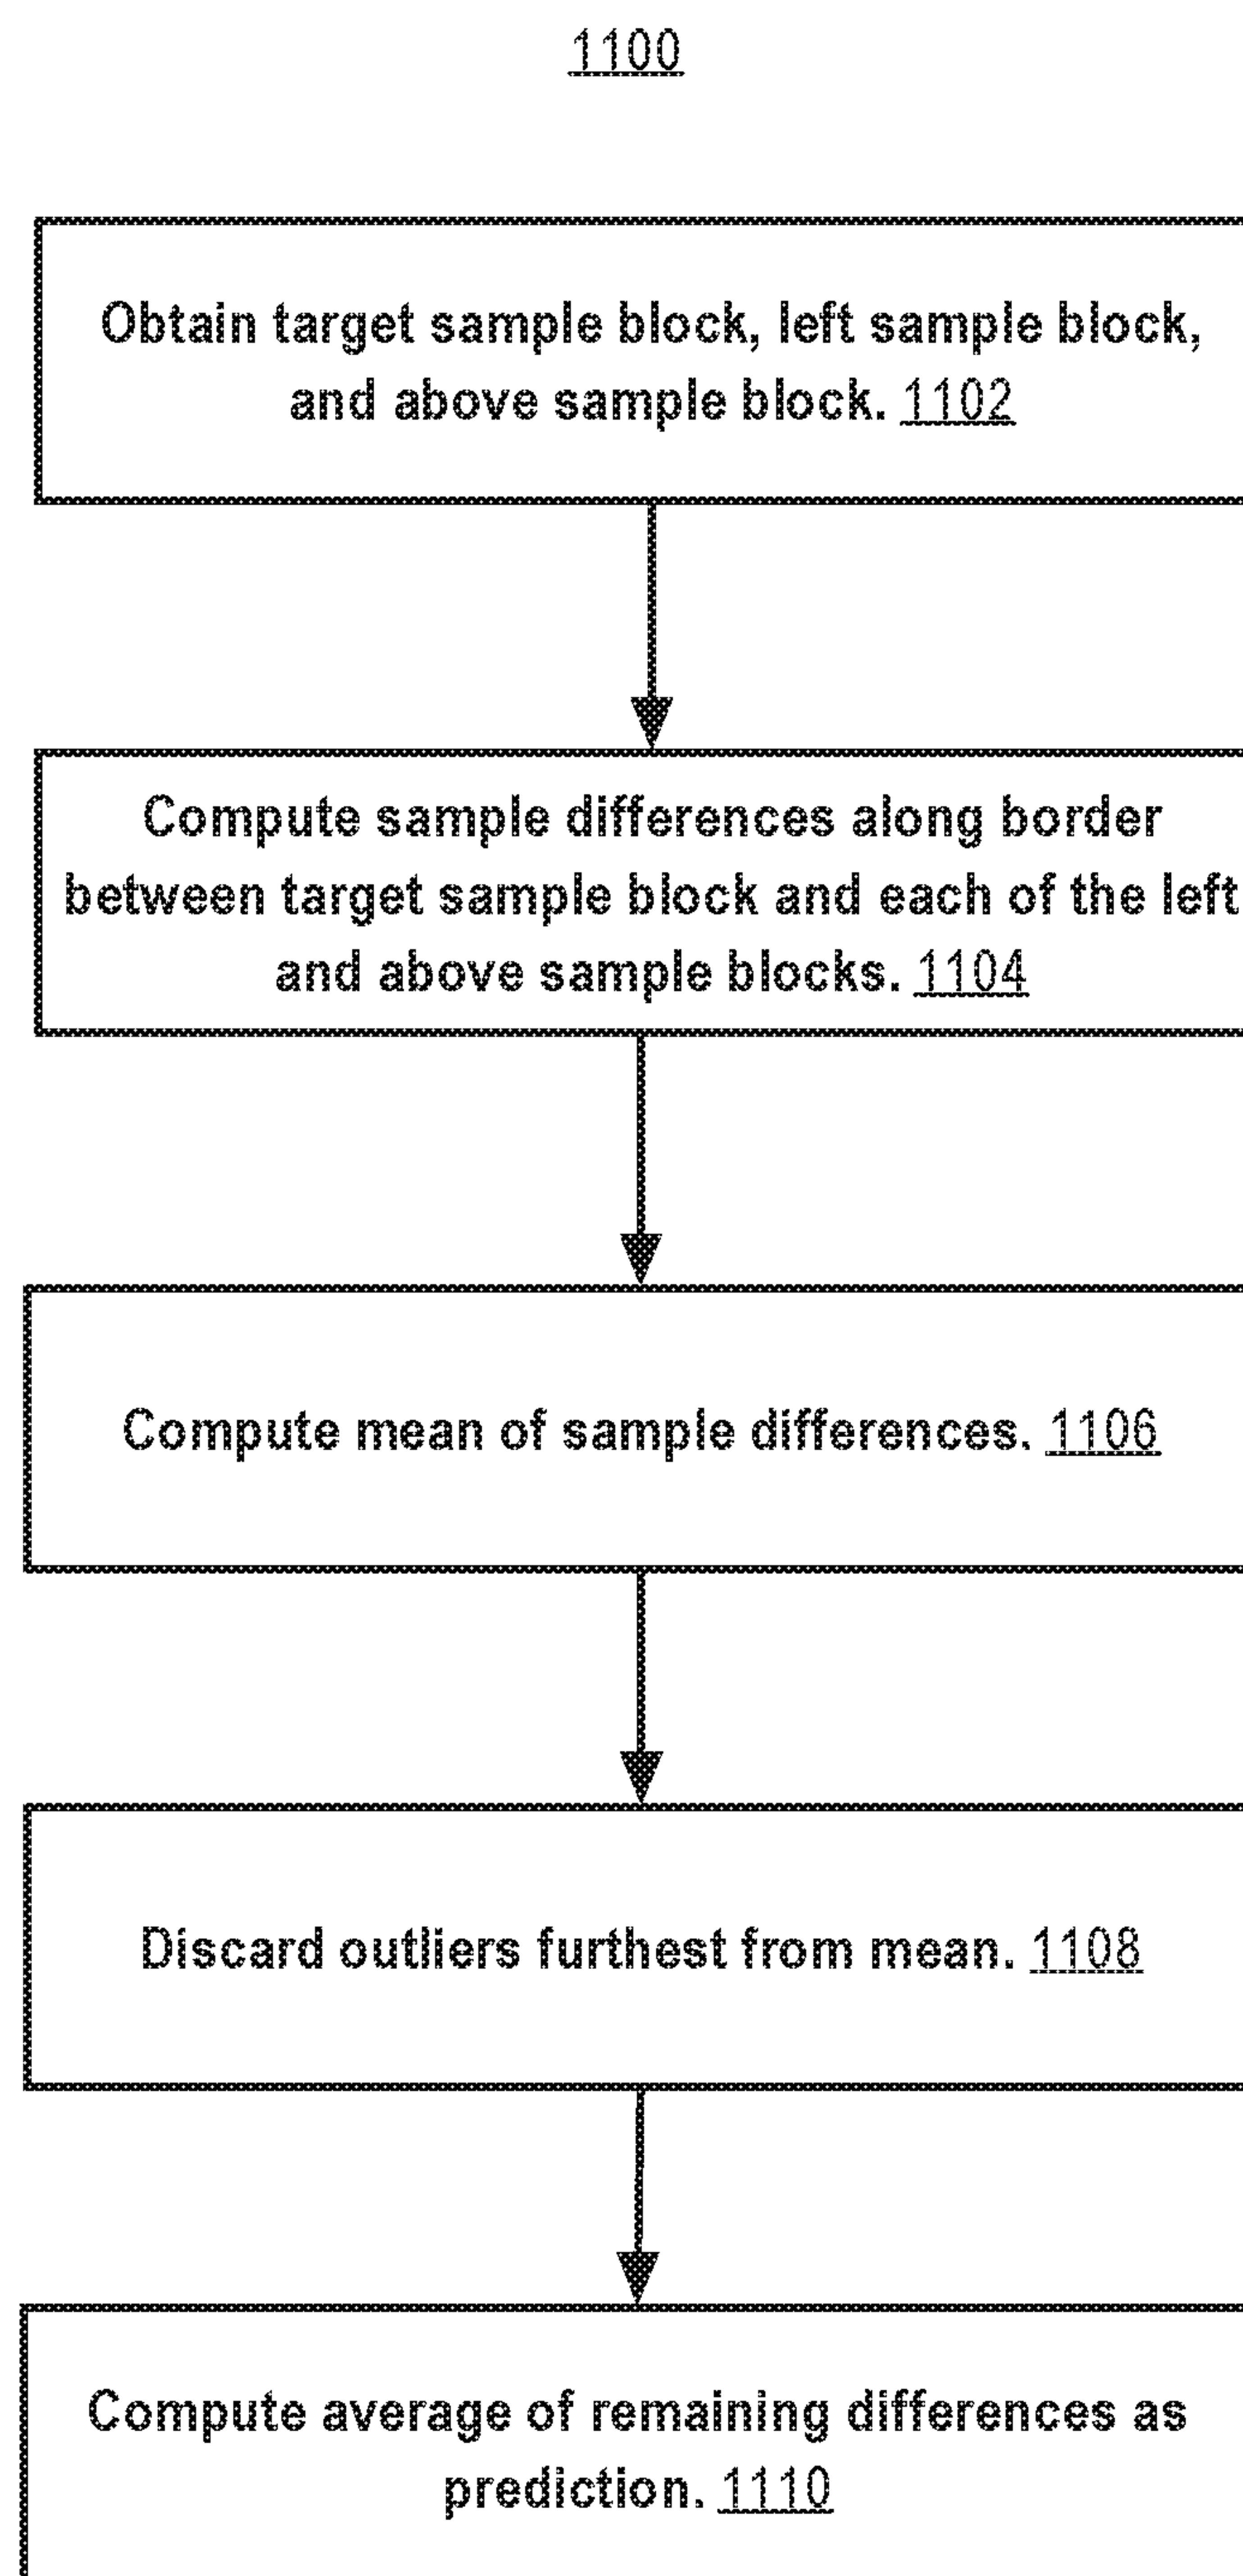 1100
Obtain target sample block, left sample block,
and above sample block. 1102
Compute sample differences along border
between target sample block and each of the left
and above sample blocks. 1104
Compute mean of sample differences. 1106
Discard outliers furthest from mean. 1108
Compute average of remaining differences as
prediction. 1110